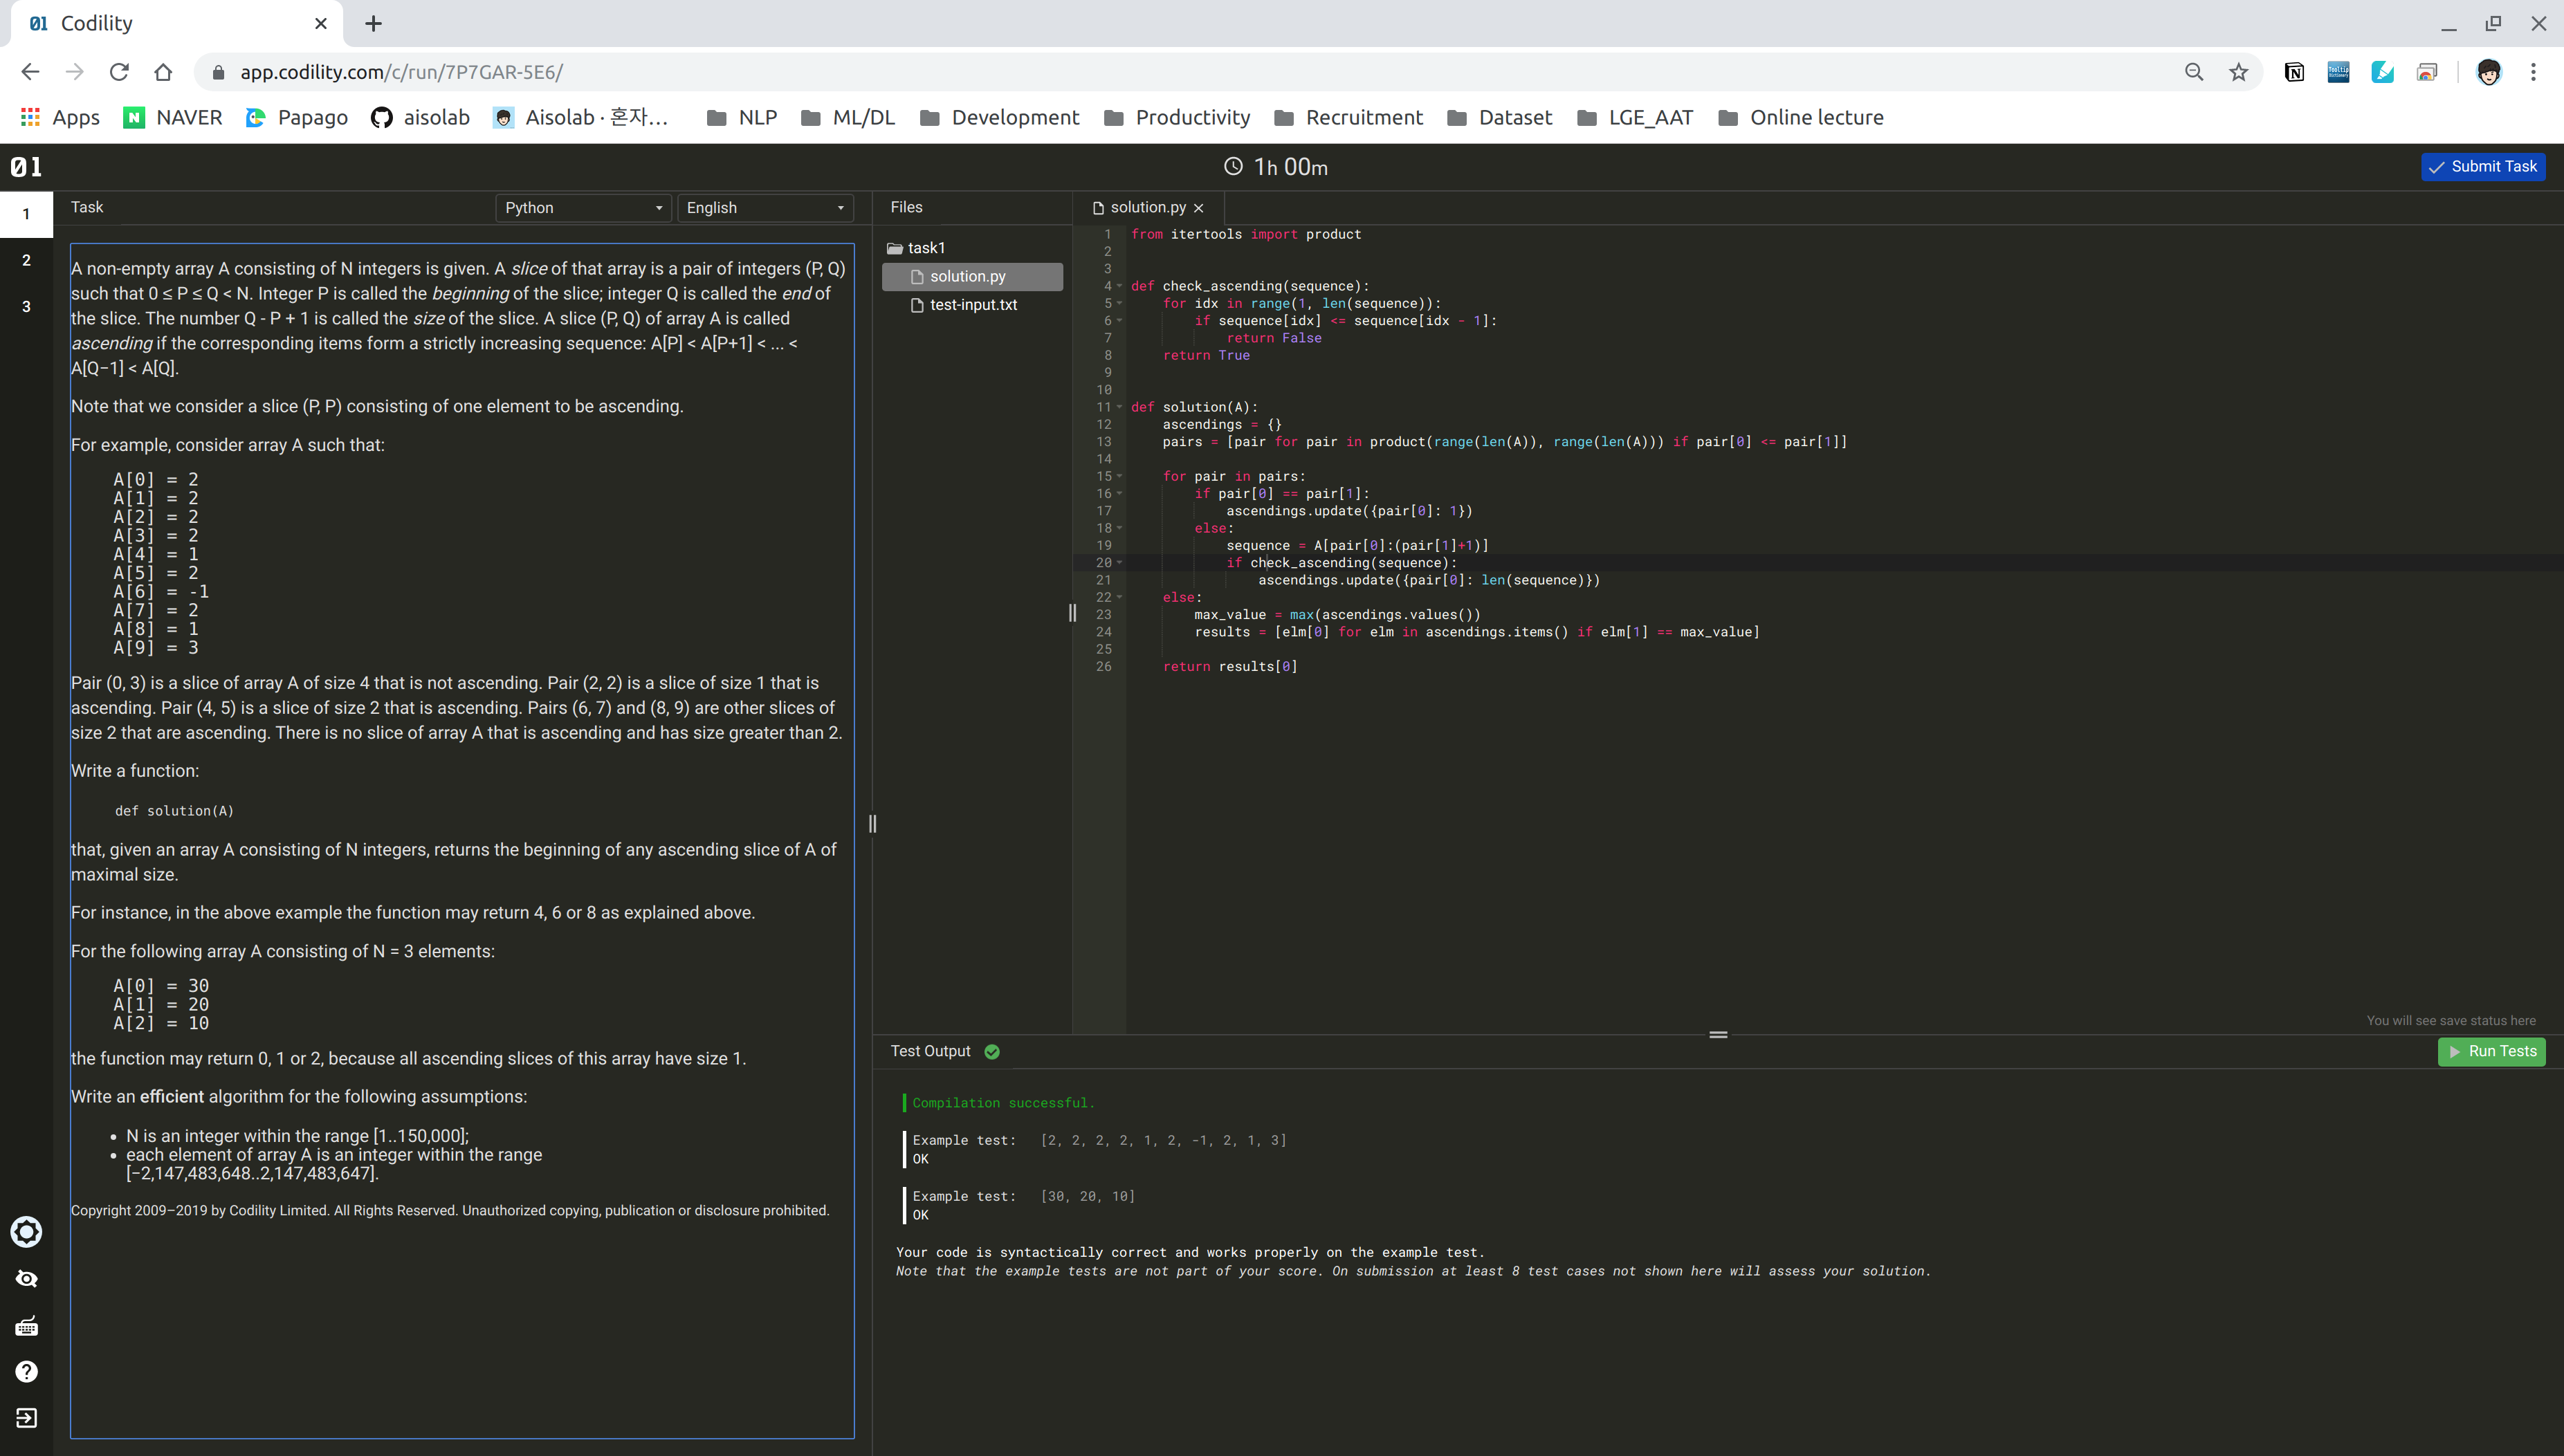 01 Codility
app.codility.com/c/run/7P7GAR-5E6/
Apps NAVER Papago aisolab Aisolab · 혼자... NLP ML/DL Development Productivity Recruitment Dataset LGE_AAT Online lecture
01 1h 00m Submit Task
1
2
3
Task Python English
A non-empty array A consisting of N integers is given. A slice of that array is a pair of integers (P, Q)
such that 0 ≤ P ≤ Q < N. Integer P is called the beginning of the slice; integer Q is called the end of
the slice. The number Q - P + 1 is called the size of the slice. A slice (P, Q) of array A is called
ascending if the corresponding items form a strictly increasing sequence: A[P] < A[P+1] < ... <
A[Q−1] < A[Q].
Note that we consider a slice (P, P) consisting of one element to be ascending.
For example, consider array A such that:
A[0] = 2
A[1] = 2
A[2] = 2
A[3] = 2
A[4] = 1
A[5] = 2
A[6] = -1
A[7] = 2
A[8] = 1
A[9] = 3
Pair (0, 3) is a slice of array A of size 4 that is not ascending. Pair (2, 2) is a slice of size 1 that is
ascending. Pair (4, 5) is a slice of size 2 that is ascending. Pairs (6, 7) and (8, 9) are other slices of
size 2 that are ascending. There is no slice of array A that is ascending and has size greater than 2.
Write a function:
def solution(A)
that, given an array A consisting of N integers, returns the beginning of any ascending slice of A of
maximal size.
For instance, in the above example the function may return 4, 6 or 8 as explained above.
For the following array A consisting of N = 3 elements:
A[0] = 30
A[1] = 20
A[2] = 10
the function may return 0, 1 or 2, because all ascending slices of this array have size 1.
Write an efficient algorithm for the following assumptions:
• N is an integer within the range [1..150,000];
• each element of array A is an integer within the range
[−2,147,483,648..2,147,483,647].
Copyright 2009–2019 by Codility Limited. All Rights Reserved. Unauthorized copying, publication or disclosure prohibited.
Files
task1
solution.py
test-input.txt
solution.py
1 from itertools import product
2
3
4 def check_ascending(sequence):
5 for idx in range(1, len(sequence)):
6 if sequence[idx] <= sequence[idx - 1]:
7 return False
8 return True
9
10
11 def solution(A):
12 ascendings = {}
13 pairs = [pair for pair in product(range(len(A)), range(len(A))) if pair[0] <= pair[1]]
14
15 for pair in pairs:
16 if pair[0] == pair[1]:
17 ascendings.update({pair[0]: 1})
18 else:
19 sequence = A[pair[0]:(pair[1]+1)]
20 if check_ascending(sequence):
21 ascendings.update({pair[0]: len(sequence)})
22 else:
23 max_value = max(ascendings.values())
24 results = [elm[0] for elm in ascendings.items() if elm[1] == max_value]
25
26 return results[0]
You will see save status here
Test Output Run Tests
Compilation successful.
Example test: [2, 2, 2, 2, 1, 2, -1, 2, 1, 3]
OK
Example test: [30, 20, 10]
OK
Your code is syntactically correct and works properly on the example test.
Note that the example tests are not part of your score. On submission at least 8 test cases not shown here will assess your solution.